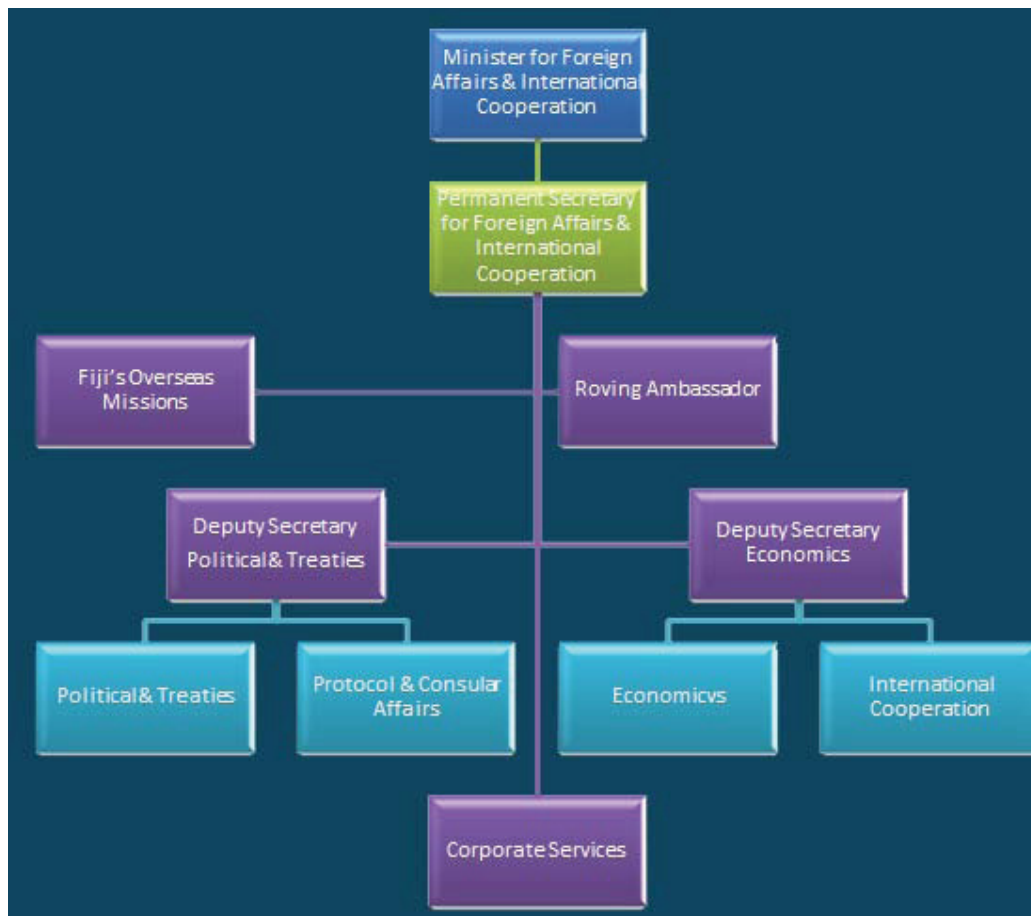 Minister for Foreign
Affairs & International
Cooperation
Permanent Secretary
for Foreign Affairs &
International
Cooperation
Fiji's Overseas
Missions
Roving Ambassador
Deputy Secretary
Political & Treaties
Deputy Secretary
Economics
Political & Treaties
Protocol & Consular
Affairs
Economicvs
International
Cooperation
Corporate Services